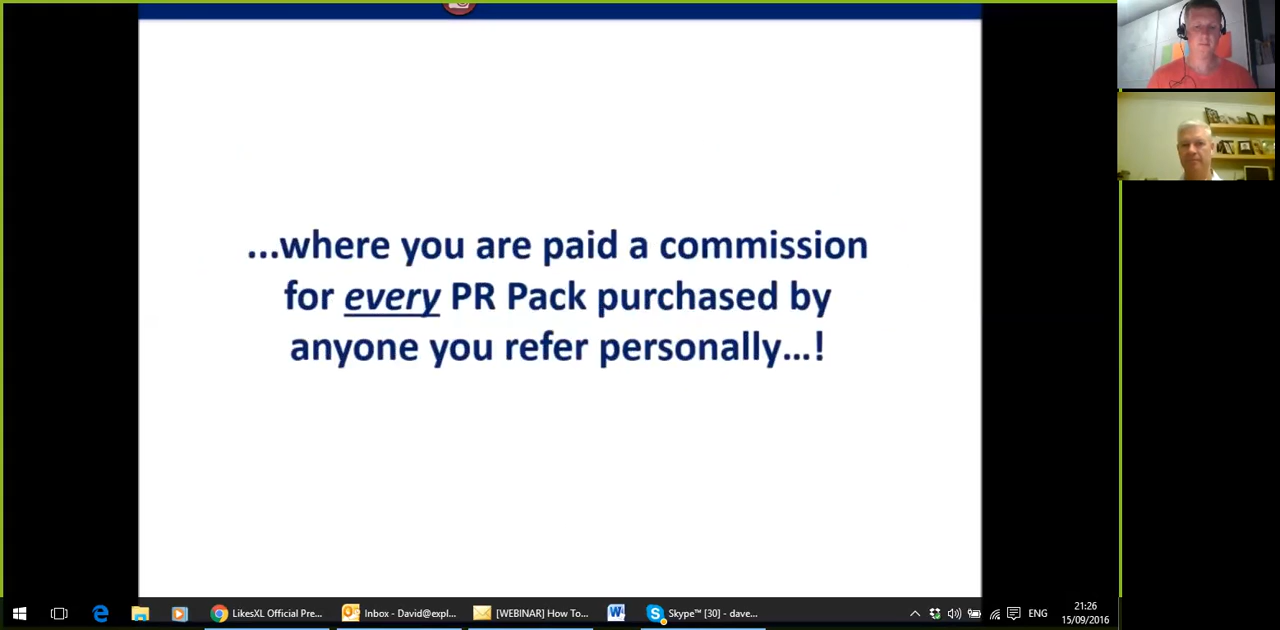 ...where you are paid a commission
for every PR Pack purchased by
anyone you refer personally...!
LikesXL Official Pre...
Inbox - David@expl...
[WEBINAR] How To...
Skype™ [30] - dave...
ENG
21:26
15/09/2016